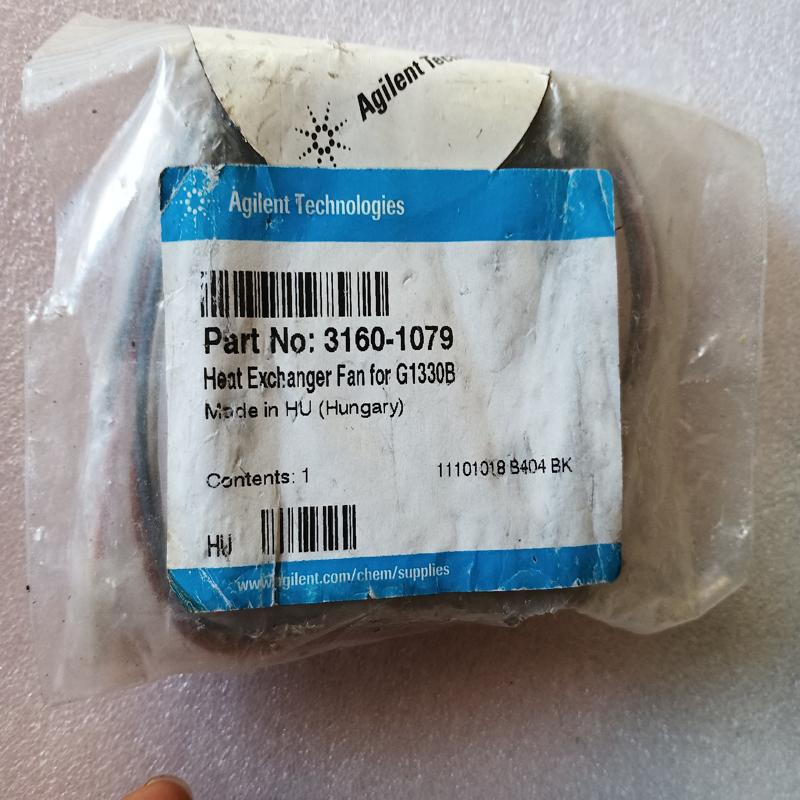 Agilent
Agilent Technologies
Part No: 3160-1079
Heat Exchanger Fan for G1330B
Made in HU (Hungary)
Contents: 1
11101018 B404 BK
HU
www.agilent.com/chem/supplies